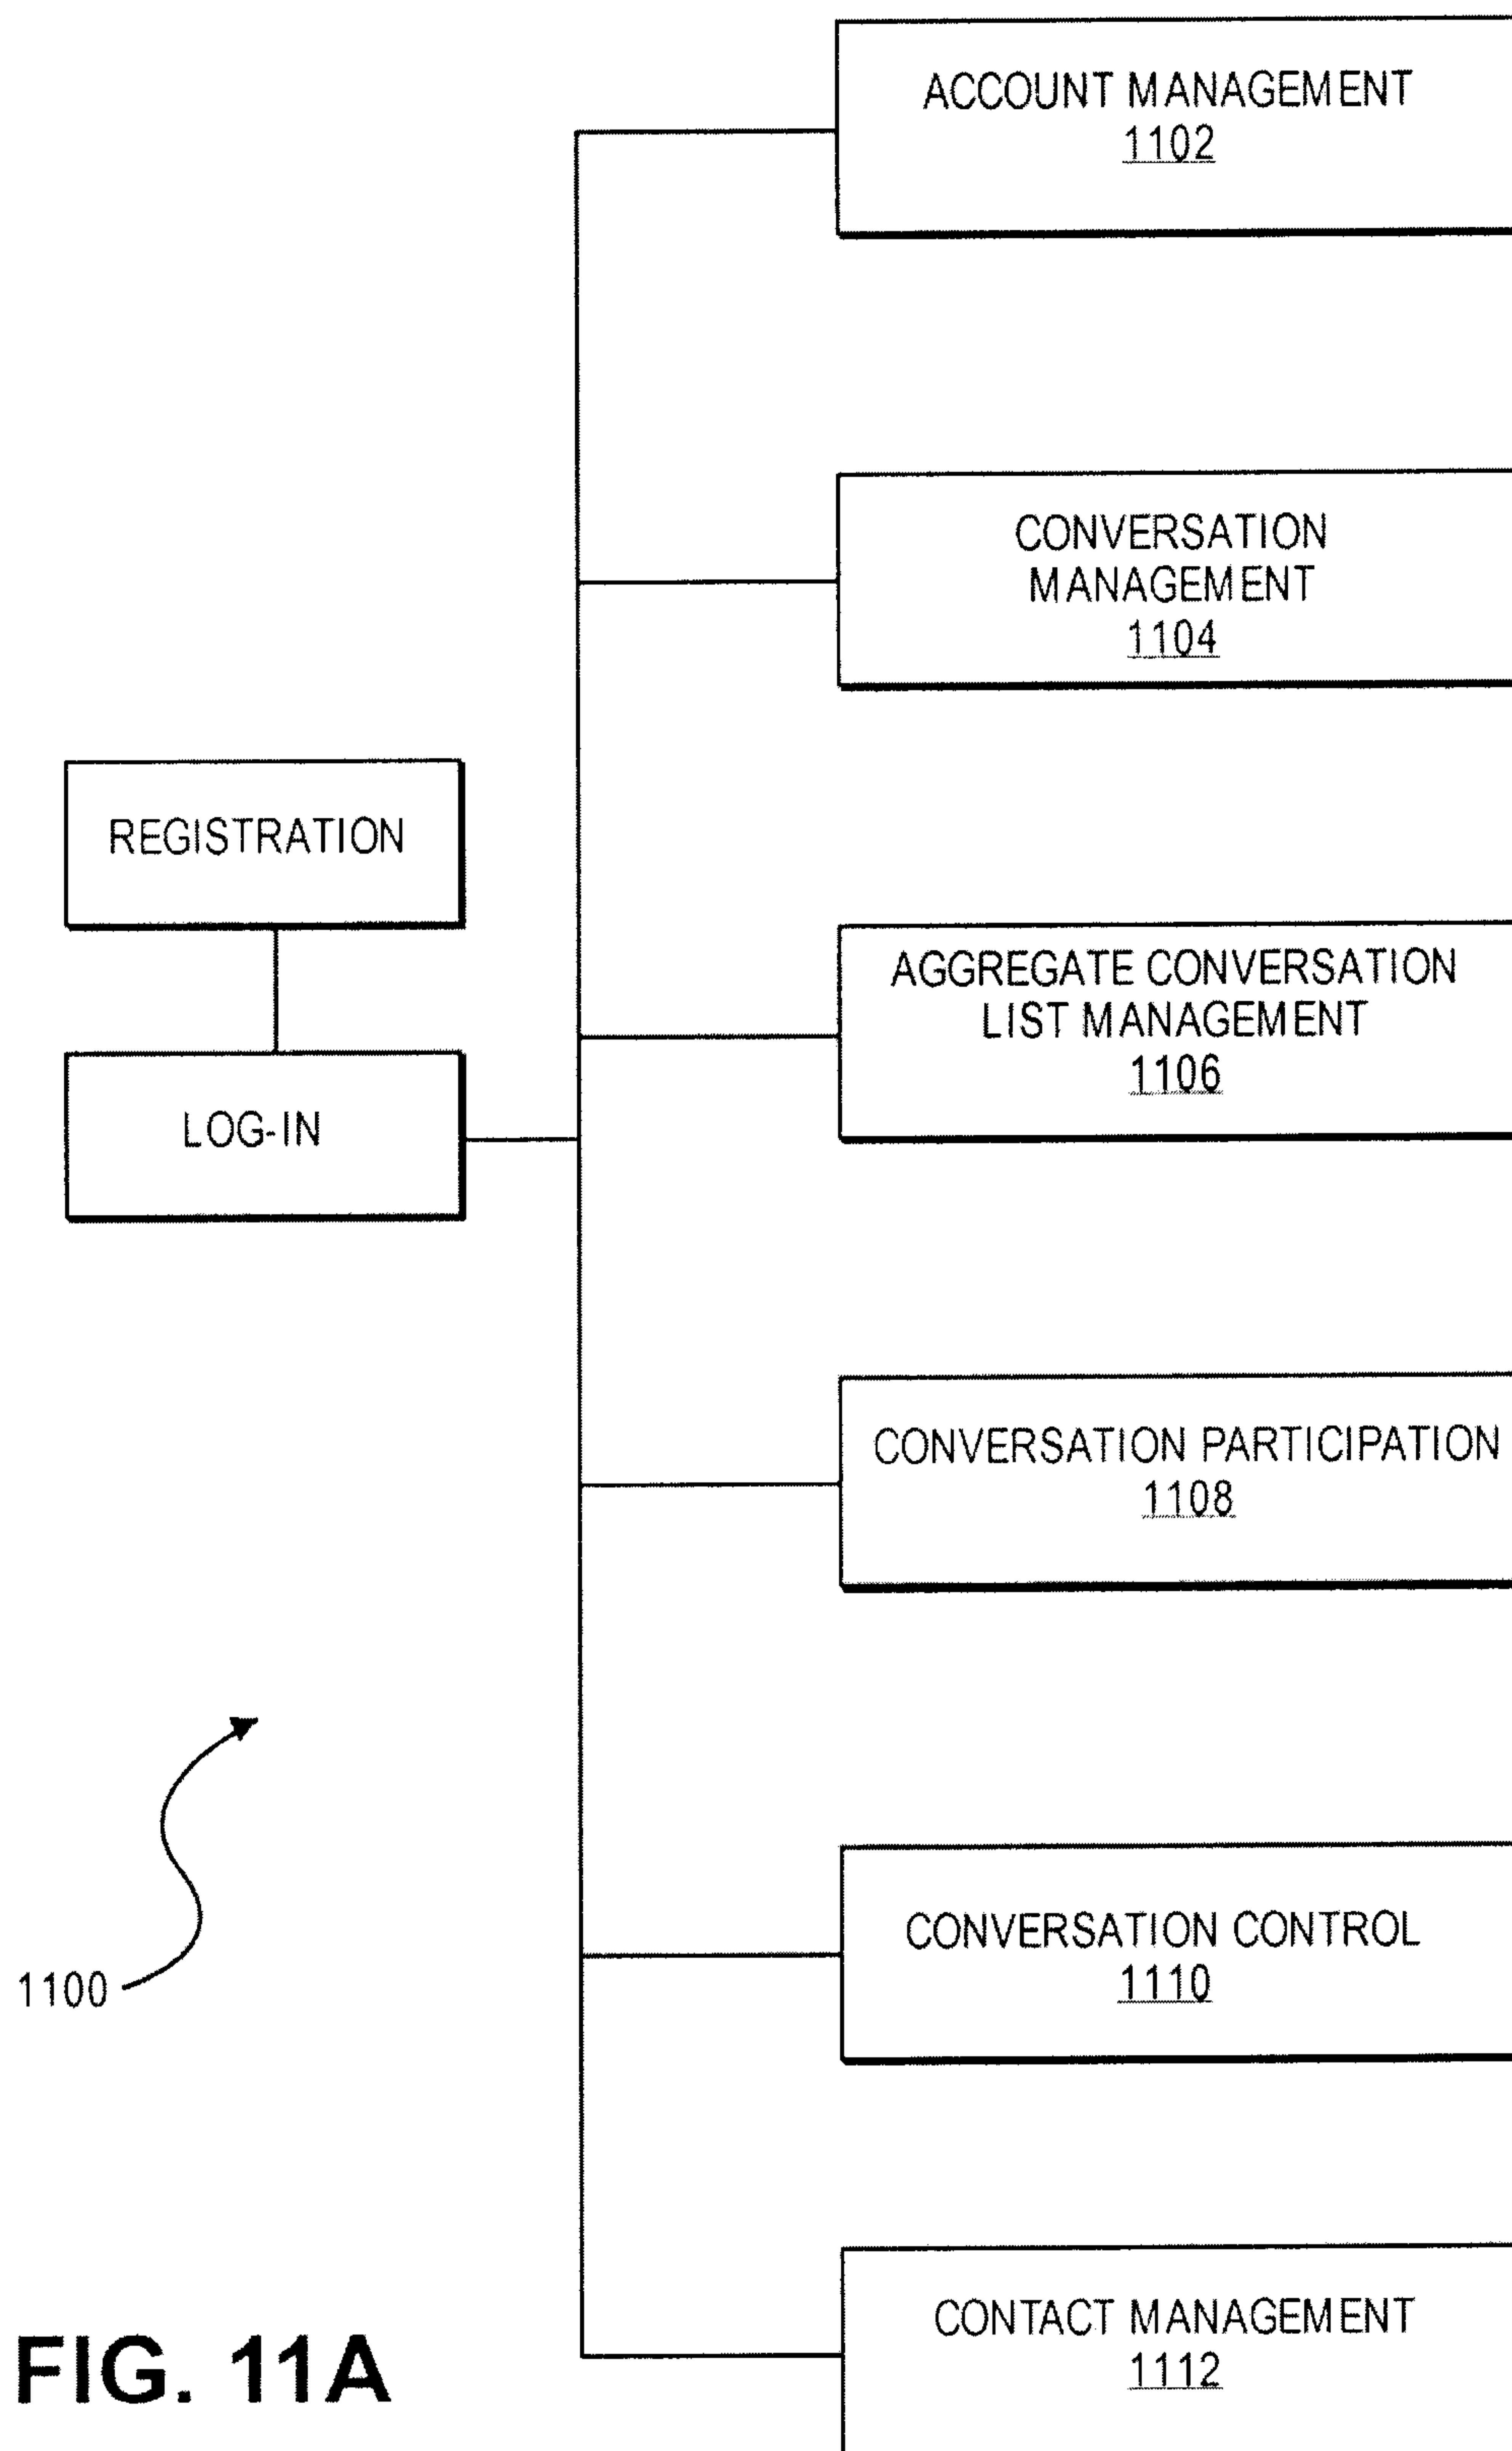 ACCOUNT MANAGEMENT
1102
CONVERSATION
MANAGEMENT
1104
REGISTRATION
AGGREGATE CONVERSATION
LIST MANAGEMENT
1106
LOG-IN
CONVERSATION PARTICIPATION
1108
CONVERSATION CONTROL
1110
1100
CONTACT MANAGEMENT
1112
FIG. 11A